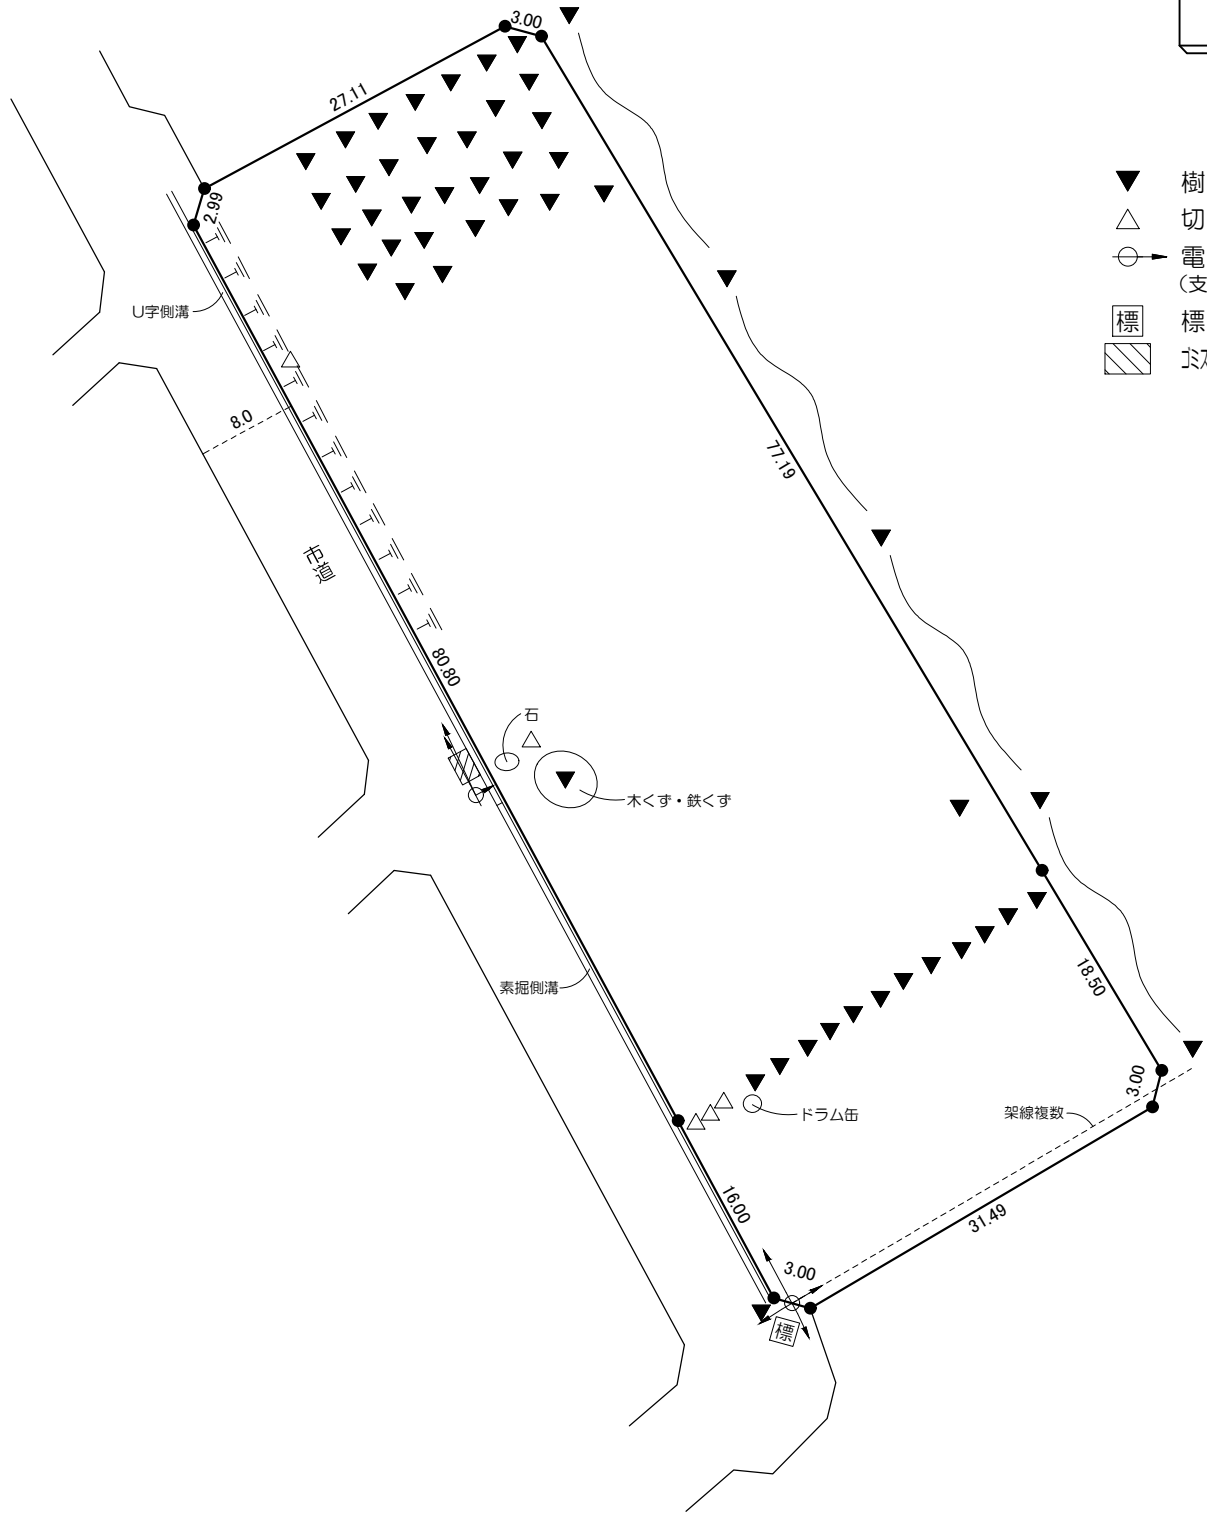 3.00
27.11
2.99
樹
切
電
(支
標 標
U字側溝
8.0
77.19
市道
80.80
石
木くず・鉄くず
素掘側溝
18.50
3.00
ドラム缶
架線複数
16.00
31.49
3.00
標